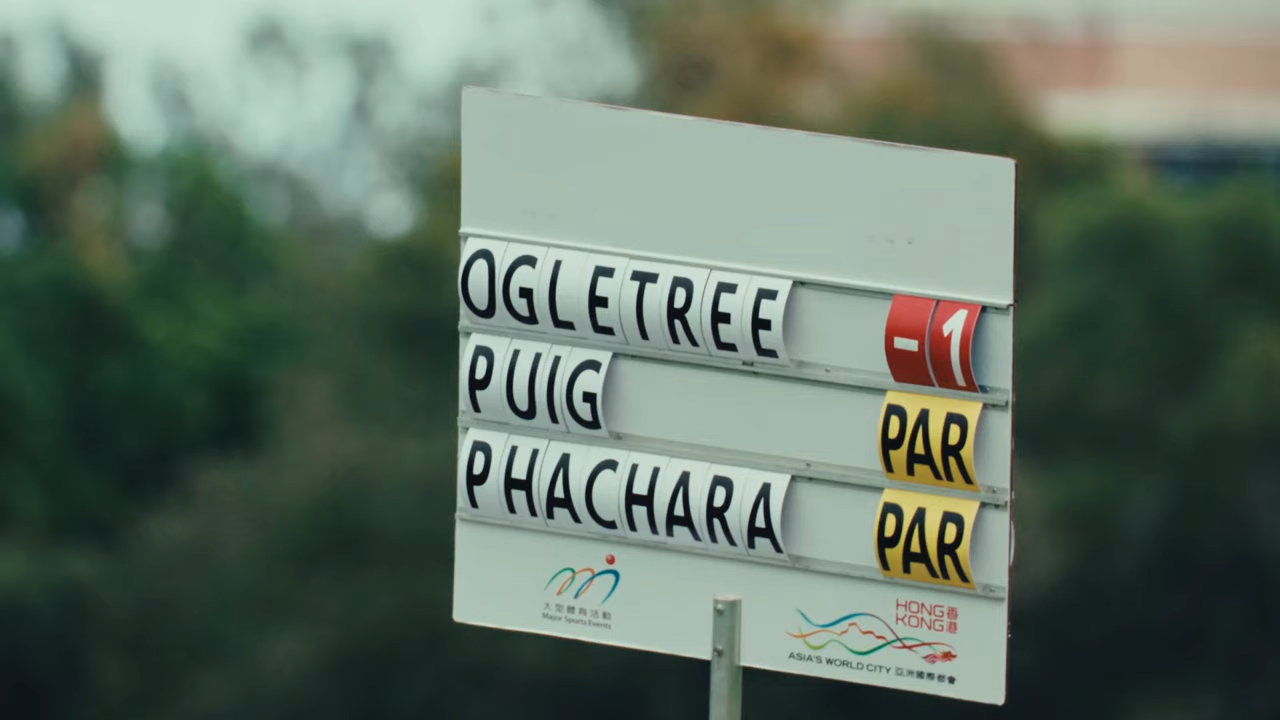 OGLETREE -1
PUIG PAR
PHACHARA PAR
大型體育活動
Major Sports Events
HONG 香
KONG 港
ASIA'S WORLD CITY 亞洲國際都會